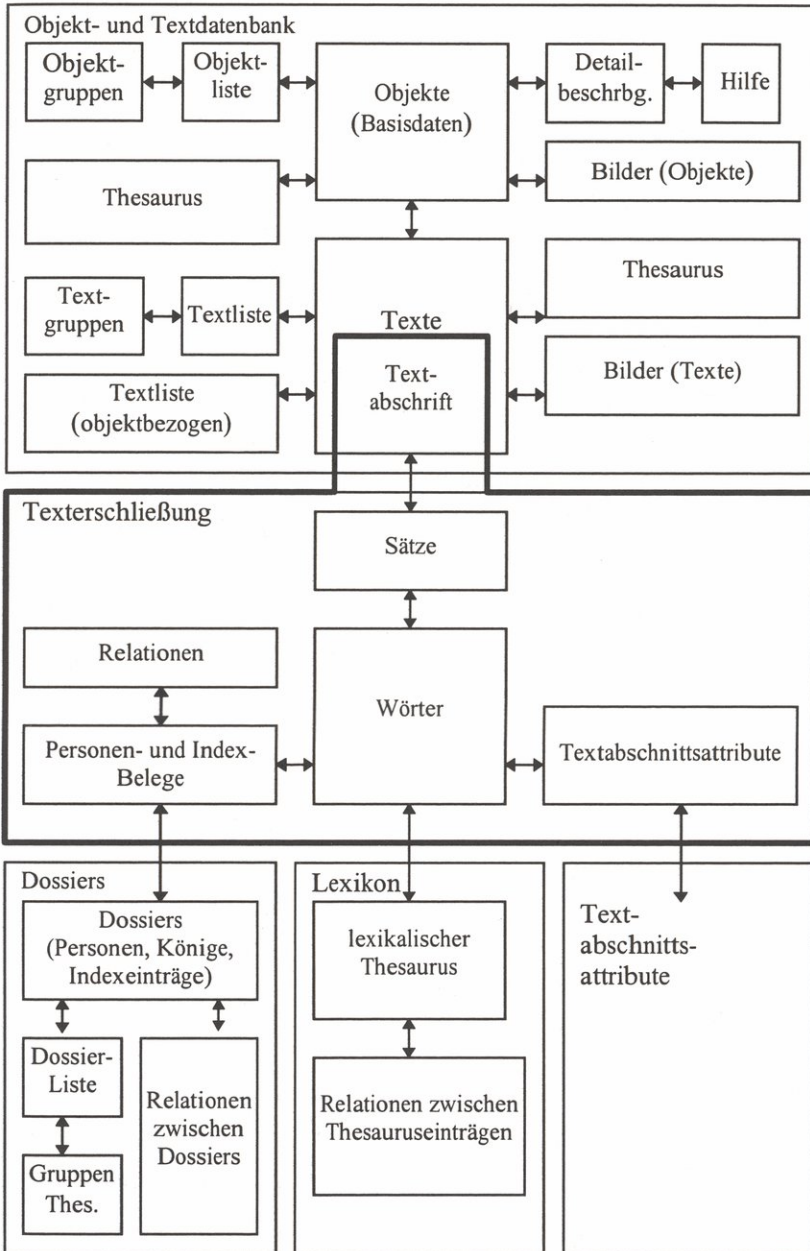 Objekt- und Textdatenbank
Objekt-
gruppen
Objekt-
liste
Objekte
(Basisdaten)
Detail-
beschrbg.
Hilfe
Thesaurus
Bilder (Objekte)
Text-
gruppen
Textliste
Texte
Thesaurus
Textliste
(objektbezogen)
Text-
abschrift
Bilder (Texte)
Texterschließung
Sätze
Relationen
Wörter
Personen- und Index-
Belege
Textabschnittsattribute
Dossiers
Dossiers
(Personen, Könige,
Indexeinträge)
Dossier-
Liste
Gruppen
Thes.
Relationen
zwischen
Dossiers
Lexikon
lexikalischer
Thesaurus
Relationen zwischen
Thesauruseinträgen
Text-
abschnitts-
attribute